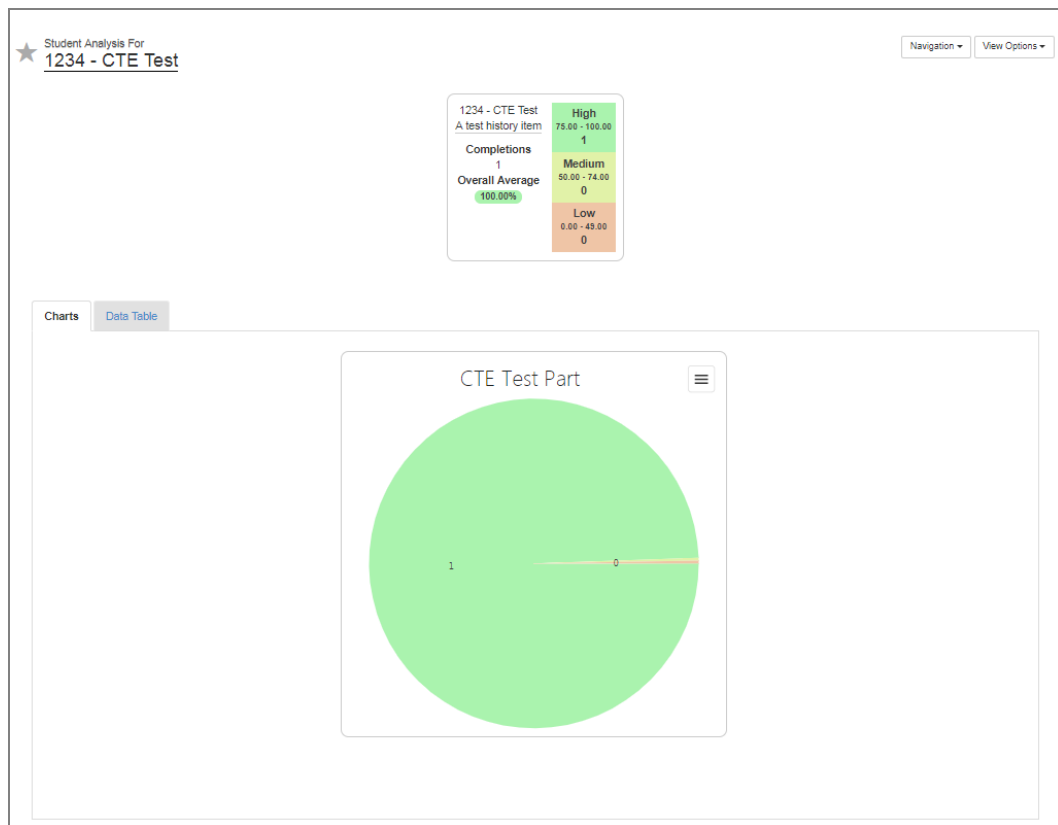 Student Analysis For
1234 - CTE Test
Navigation
View Options
1234 - CTE Test
A test history item
Completions
1
Overall Average
100.00%
High
75.00 - 100.00
1
Medium
50.00 - 74.00
0
Low
0.00 - 49.00
0
Charts
Data Table
CTE Test Part
1
0